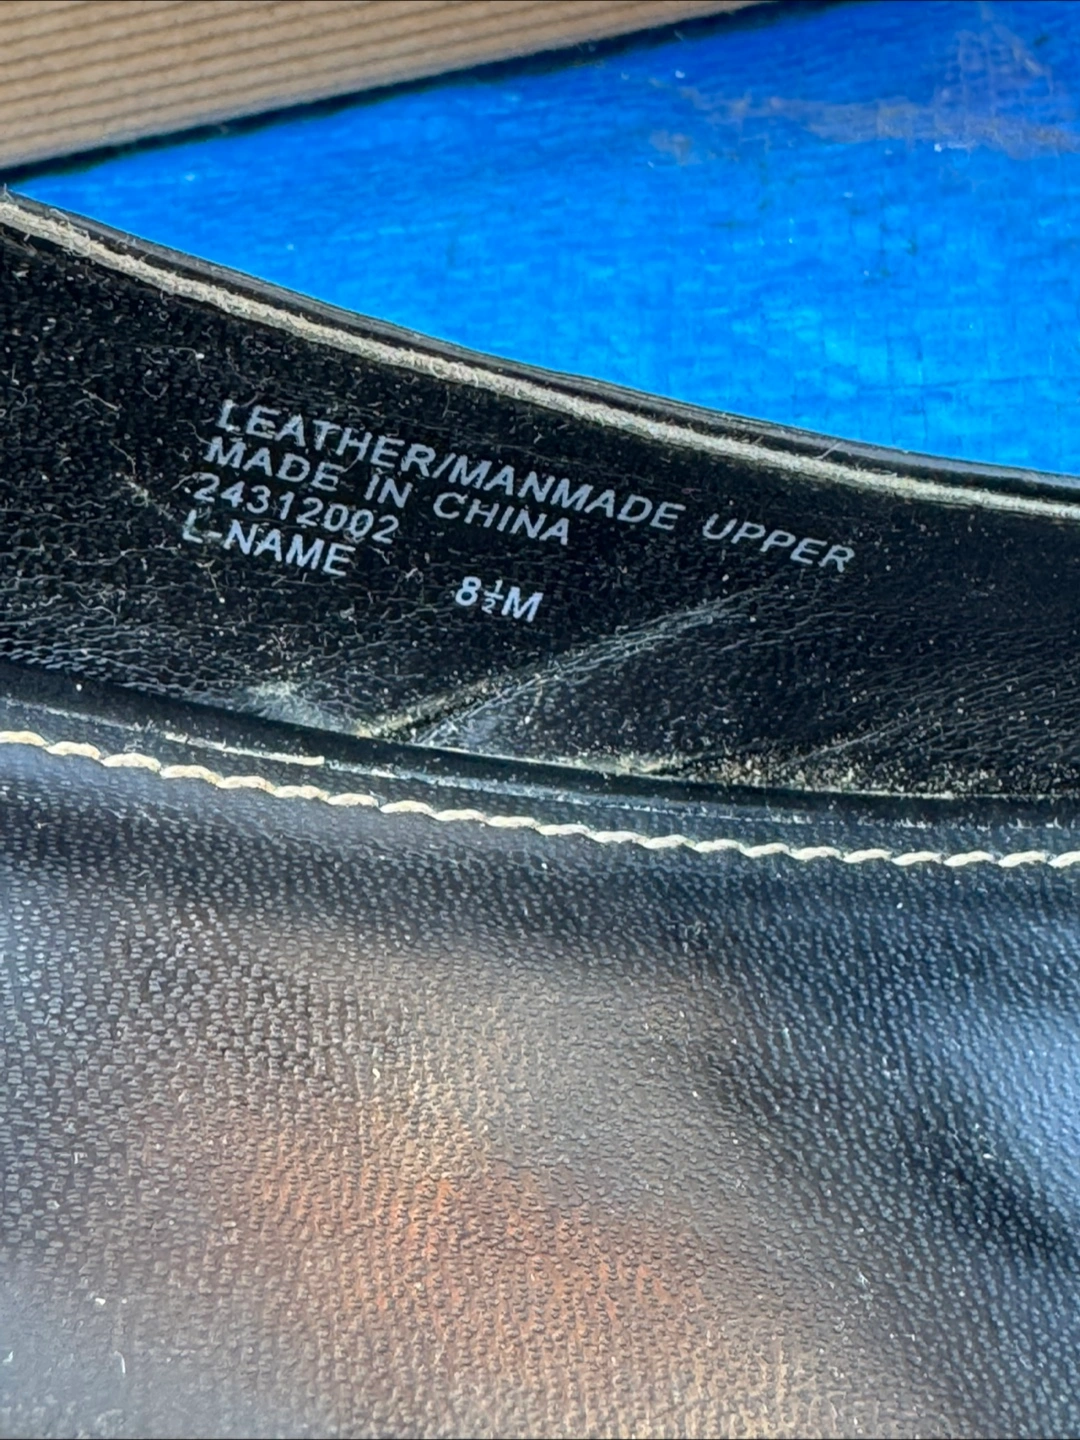 LEATHER/MANMADE UPPER
MADE IN CHINA
24312002
L-NAME
8½M